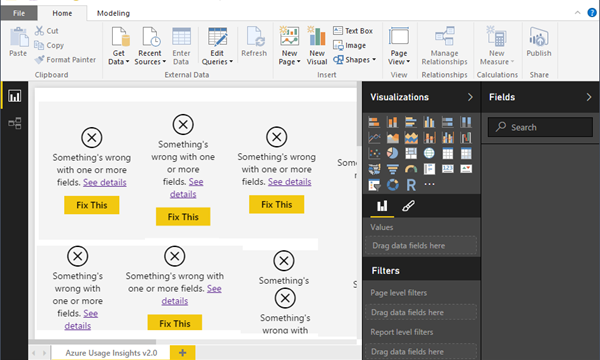 File Home Modeling
Paste Cut Get Data Recent Sources Edit Queries Refresh New Page New Visual Text Box Page View Manage Relationships New Measure Publish
Copy Image
Format Painter Shapes
Clipboard External Data Insert View Relationships Calculations Share
Visualizations Fields
Search
Something's wrong with one or more fields. See details
Fix This
Something's wrong with one or more fields. See details
Fix This
Something's wrong with one or more fields. See details
Fix This
Something's wrong with one or more fields. See details
Something's wrong with one or more fields. See details
Fix This
Something's
Something's
wrong with
Values
Drag data fields here
Filters
Page level filters
Drag data fields here
Report level filters
Drag data fields here
Azure Usage Insights v2.0